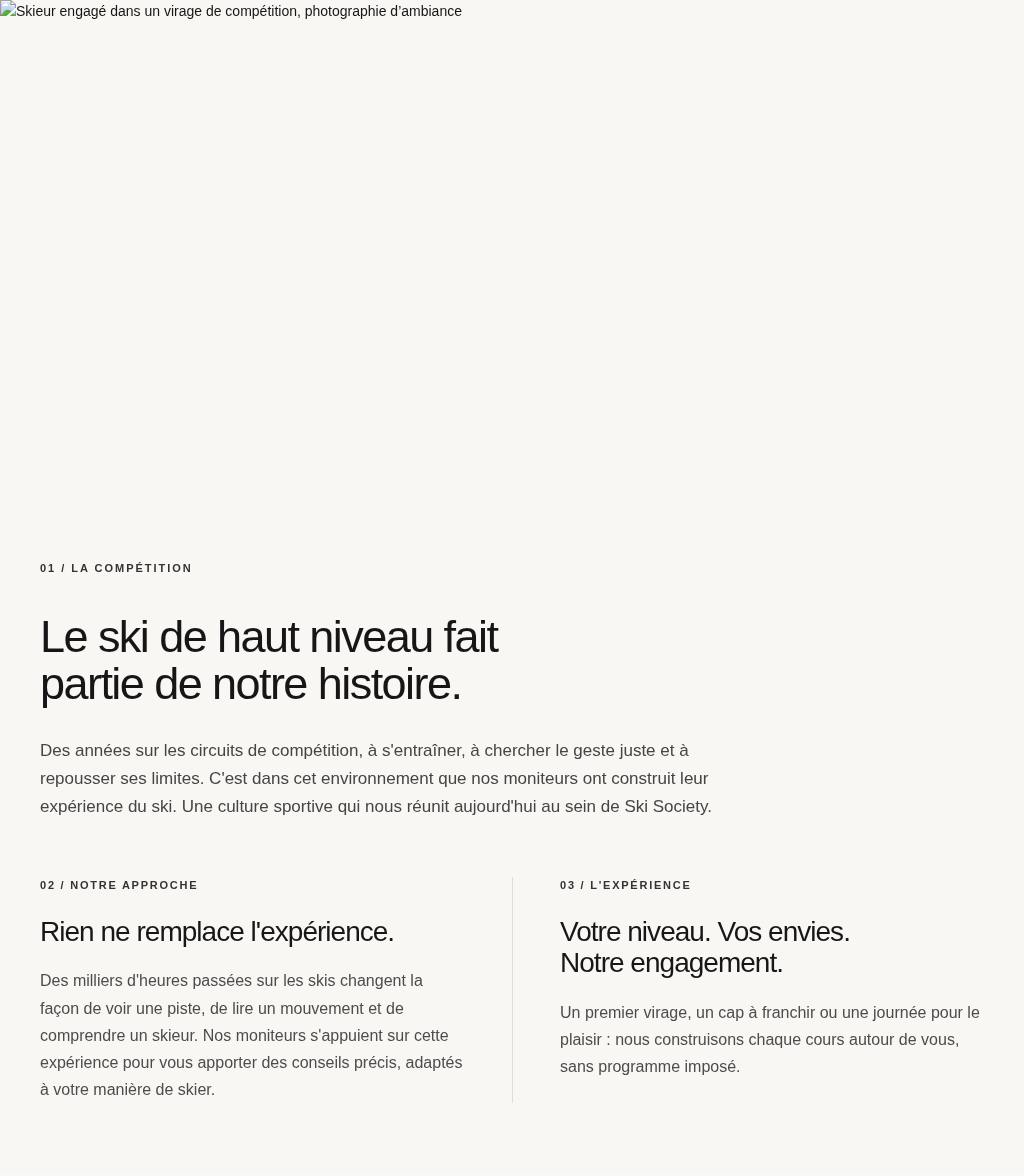 Skieur engagé dans un virage de compétition, photographie d’ambiance
01 / LA COMPÉTITION
Le ski de haut niveau fait
partie de notre histoire.
Des années sur les circuits de compétition, à s'entraîner, à chercher le geste juste et à
repousser ses limites. C'est dans cet environnement que nos moniteurs ont construit leur
expérience du ski. Une culture sportive qui nous réunit aujourd'hui au sein de Ski Society.
02 / NOTRE APPROCHE
Rien ne remplace l'expérience.
Des milliers d'heures passées sur les skis changent la
façon de voir une piste, de lire un mouvement et de
comprendre un skieur. Nos moniteurs s'appuient sur cette
expérience pour vous apporter des conseils précis, adaptés
à votre manière de skier.
03 / L'EXPÉRIENCE
Votre niveau. Vos envies.
Notre engagement.
Un premier virage, un cap à franchir ou une journée pour le
plaisir : nous construisons chaque cours autour de vous,
sans programme imposé.